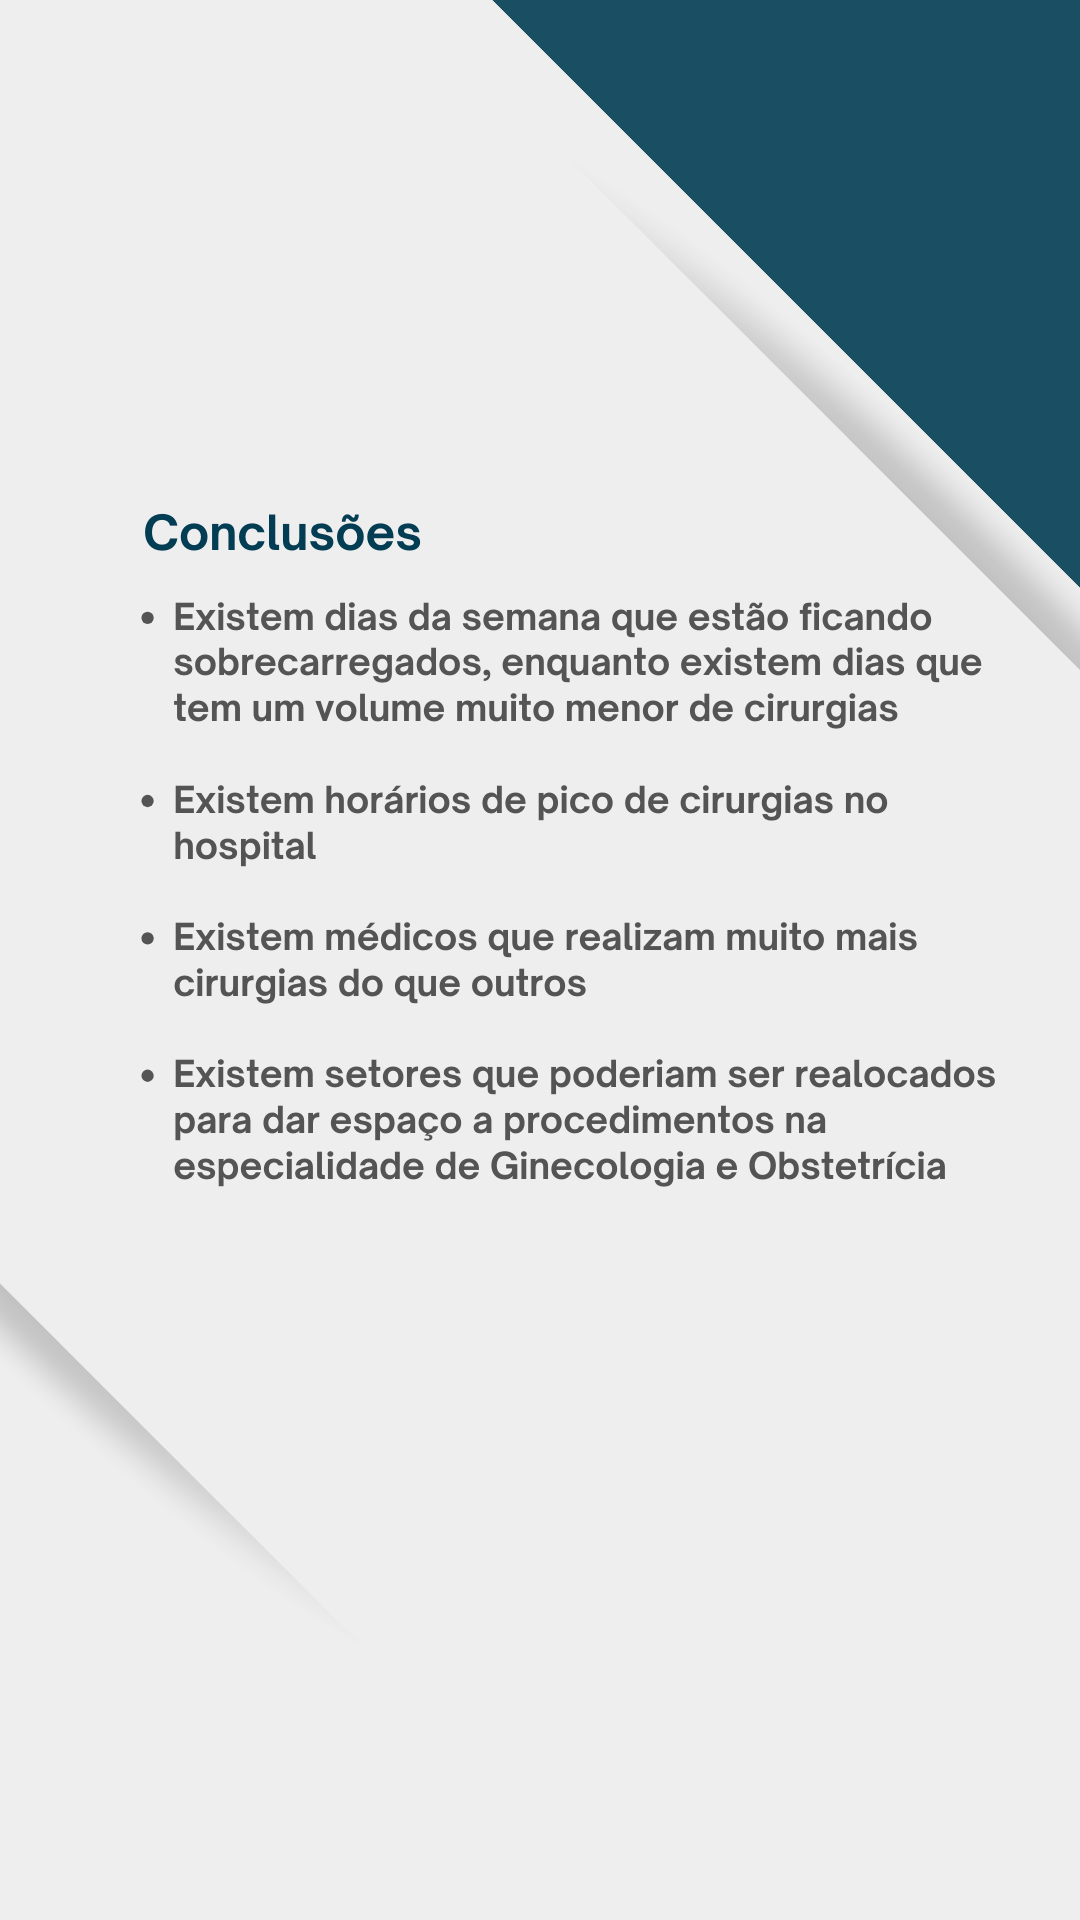 Conclusões
• Existem dias da semana que estão ficando
sobrecarregados, enquanto existem dias que
tem um volume muito menor de cirurgias
• Existem horários de pico de cirurgias no
hospital
• Existem médicos que realizam muito mais
cirurgias do que outros
• Existem setores que poderiam ser realocados
para dar espaço a procedimentos na
especialidade de Ginecologia e Obstetrícia